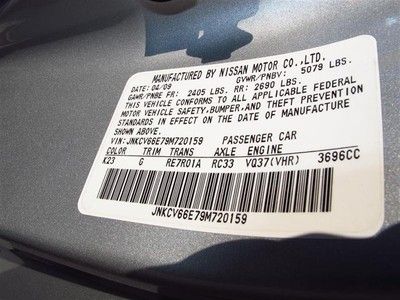 MANUFACTURED BY NISSAN MOTOR CO.,LTD.
DATE: 04/09 GVWR/PNBV: 5079 LBS.
GAWR/PNBE FR: 2405 LBS. RR: 2690 LBS.
THIS VEHICLE CONFORMS TO ALL APPLICABLE FEDERAL
MOTOR VEHICLE SAFETY,BUMPER,AND THEFT PREVENTION
STANDARDS IN EFFECT ON THE DATE OF MANUFACTURE
SHOWN ABOVE.
VIN: JNKCV66E79M720159 PASSENGER CAR
COLOR TRIM TRANS AXLE ENGINE
K23 G RE7R01A RC33 VQ37(VHR) 3696CC
JNKCV66E79M720159